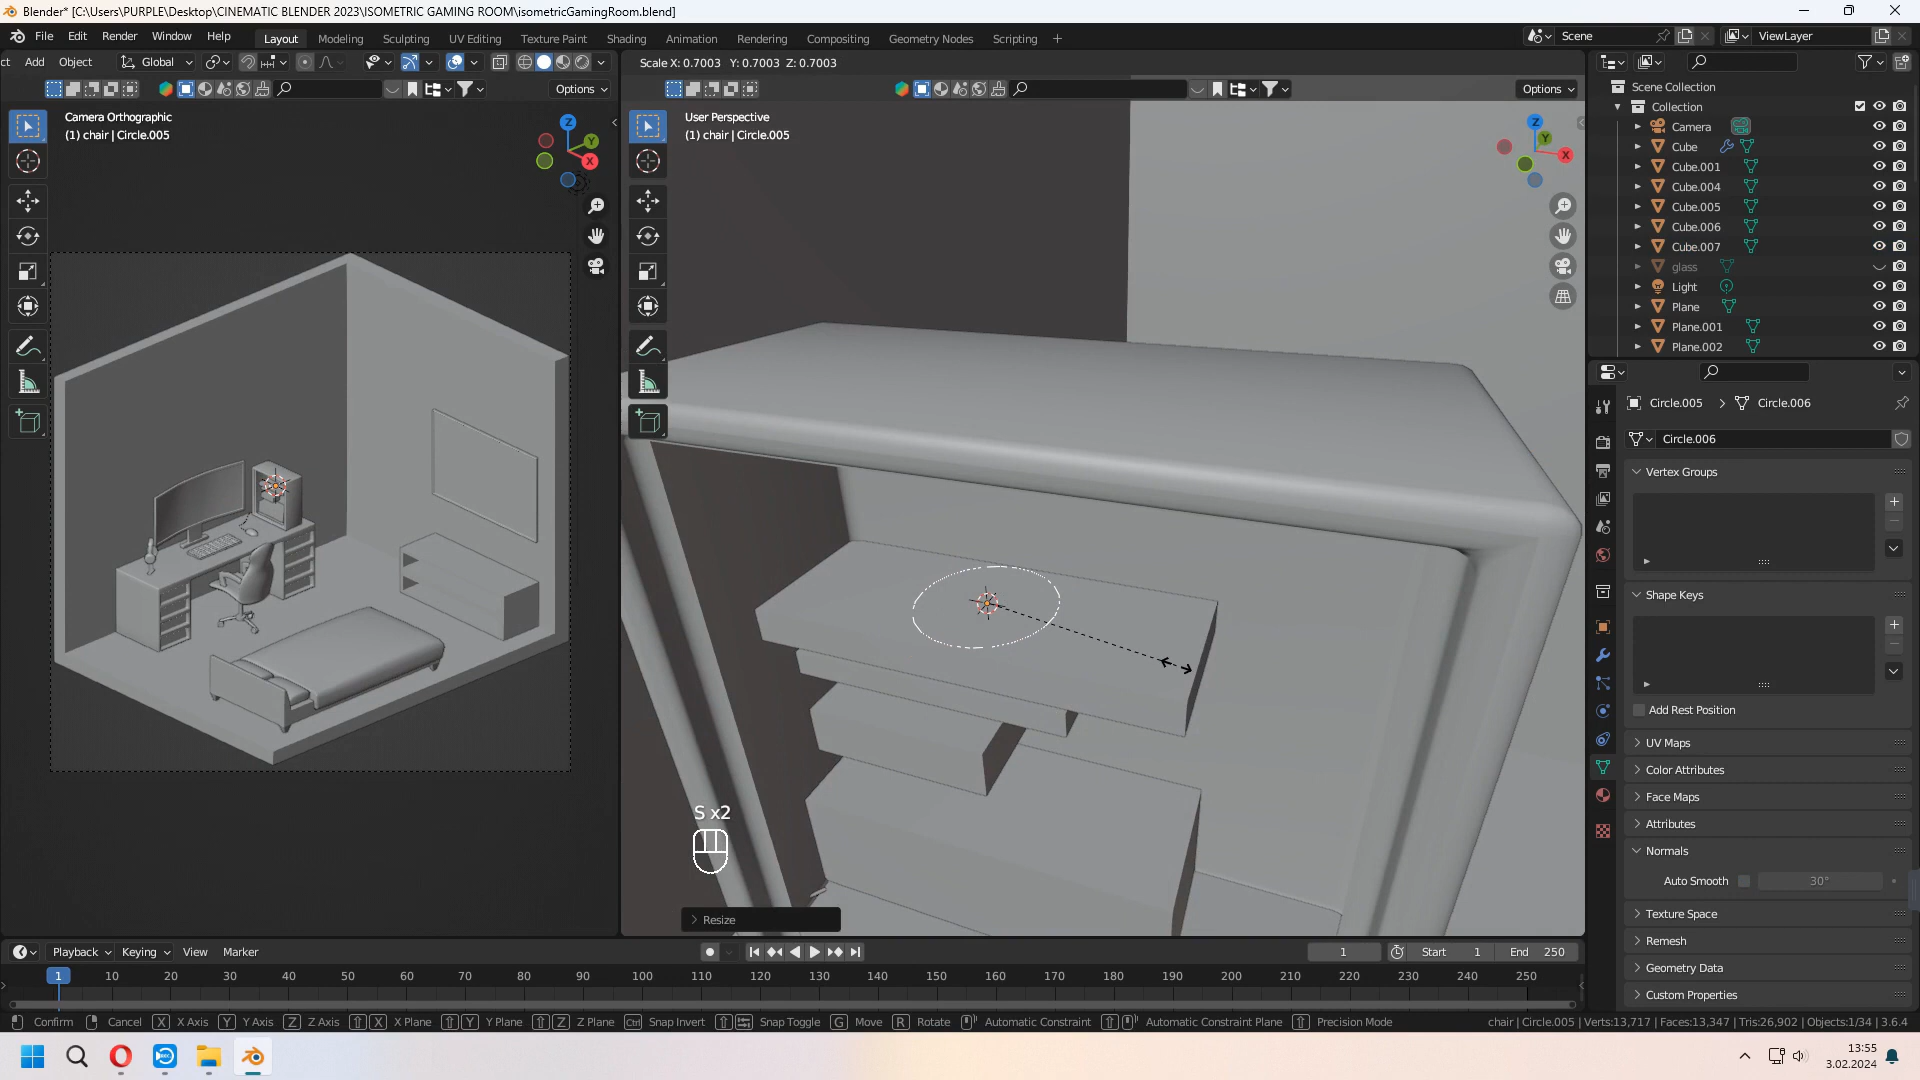 Blender* [C:\Users\PURPLE\Desktop\CINEMATIC BLENDER 2023\ISOMETRIC GAMING ROOM\isometricGamingRoom.blend]
File Edit Render Window Help Layout Modeling Sculpting UV Editing Texture Paint Shading Animation Rendering Compositing Geometry Nodes Scripting + Scene ViewLayer
ct Add Object Global Scale X: 0.7003 Y: 0.7003 Z: 0.7003
Options Options
Camera Orthographic
(1) chair | Circle.005
User Perspective
(1) chair | Circle.005
Z Y X
Z Y X
Scene Collection
Collection
Camera
Cube
Cube.001
Cube.004
Cube.005
Cube.006
Cube.007
glass
Light
Plane
Plane.001
Plane.002
Circle.005 > Circle.006
Circle.006
Vertex Groups
Shape Keys
Add Rest Position
UV Maps
Color Attributes
Face Maps
Attributes
Normals
Auto Smooth 30°
Texture Space
Remesh
Geometry Data
Custom Properties
S x2
Resize
Playback Keying View Marker 1 Start 1 End 250
1 10 20 30 40 50 60 70 80 90 100 110 120 130 140 150 160 170 180 190 200 210 220 230 240 250
Confirm Cancel X X Axis Y Y Axis Z Z Axis X X Plane Y Y Plane Z Z Plane Ctrl Snap Invert Snap Toggle G Move R Rotate Automatic Constraint Automatic Constraint Plane Precision Mode chair | Circle.005 | Verts:13,717 | Faces:13,347 | Tris:26,902 | Objects:1/34 | 3.6.4
13:55
3.02.2024